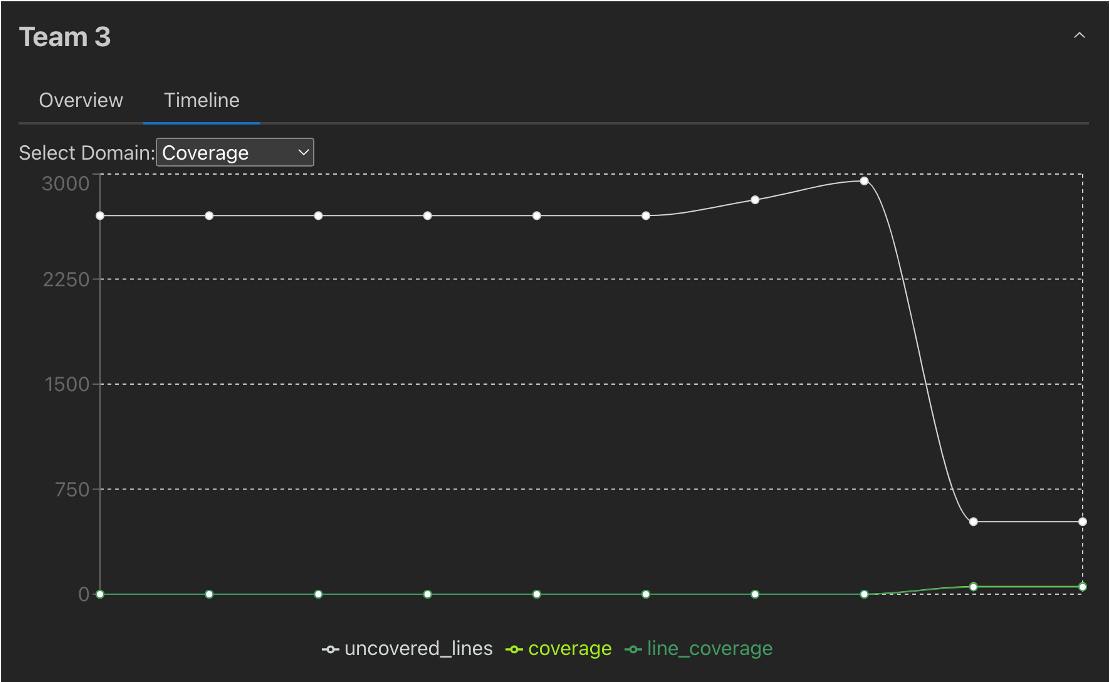 Team 3
Overview Timeline
Select Domain: Coverage
3000
2250
1500
750
0
uncovered_lines coverage line_coverage